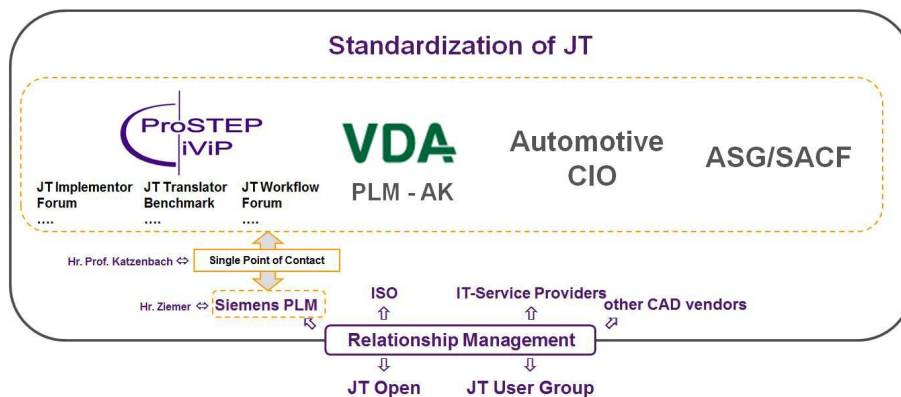 Standardization of JT
ProSTEP
iViP
JT Implementor
Forum
....
JT Translator
Benchmark
....
JT Workflow
Forum
....
VDA
PLM - AK
Automotive
CIO
ASG/SACF
Hr. Prof. Katzenbach
Single Point of Contact
Hr. Ziemer
Siemens PLM
ISO
IT-Service Providers
other CAD vendors
Relationship Management
JT Open
JT User Group